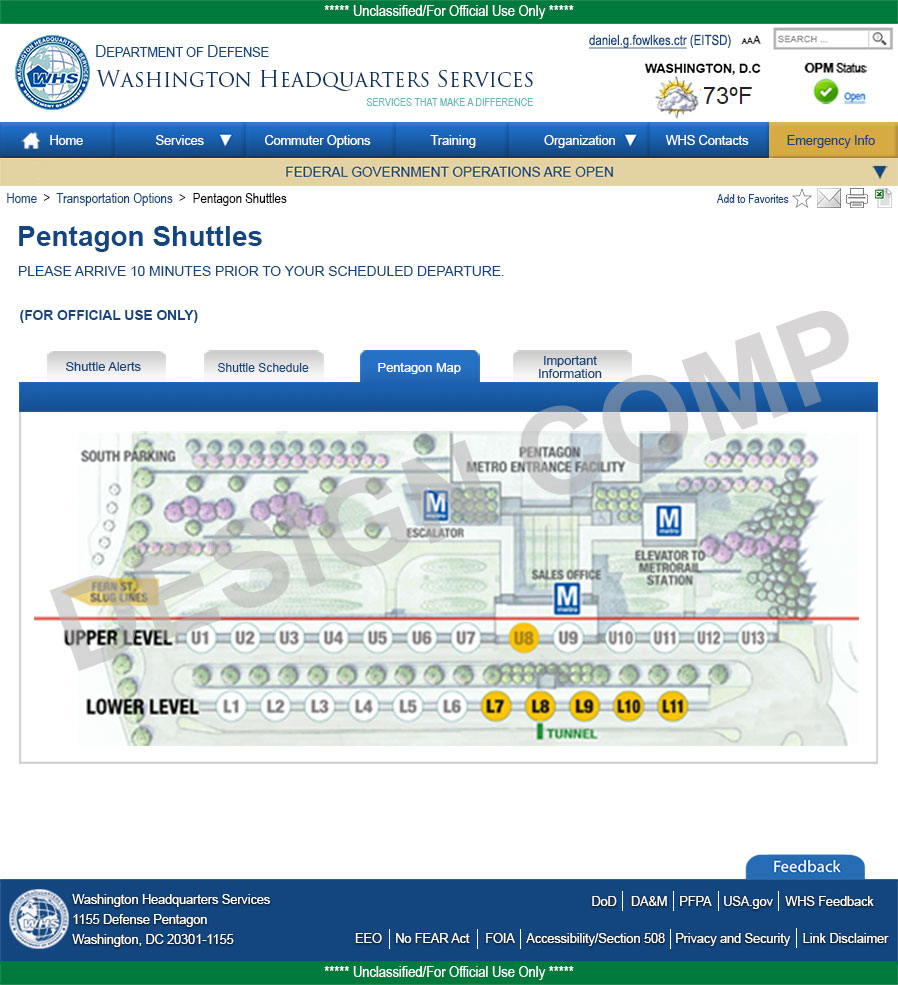 ***** Unclassified/For Official Use Only *****
daniel.g.fowlkes.ctr (EITSD) AAA SEARCH ...
DEPARTMENT OF DEFENSE
WASHINGTON HEADQUARTERS SERVICES
SERVICES THAT MAKE A DIFFERENCE
WHS
WASHINGTON, D.C
73ºF
OPM Status
Open
Home Services Commuter Options Training Organization WHS Contacts Emergency Info
FEDERAL GOVERNMENT OPERATIONS ARE OPEN
Home > Transportation Options > Pentagon Shuttles
Add to Favorites
Pentagon Shuttles
PLEASE ARRIVE 10 MINUTES PRIOR TO YOUR SCHEDULED DEPARTURE.
(FOR OFFICIAL USE ONLY)
Shuttle Alerts
Shuttle Schedule
Pentagon Map
Important
Information
DESIGN COMP
SOUTH PARKING
PENTAGON
METRO ENTRANCE FACILITY
M
metro
ESCALATOR
M
metro
ELEVATOR TO
METRORAIL
STATION
SALES OFFICE
M
metro
FERN ST./
SLUG LINES
UPPER LEVEL U1 U2 U3 U4 U5 U6 U7 U8 U9 U10 U11 U12 U13
LOWER LEVEL L1 L2 L3 L4 L5 L6 L7 L8 L9 L10 L11
TUNNEL
Feedback
Washington Headquarters Services
1155 Defense Pentagon
Washington, DC 20301-1155
DoD | DA&M | PFPA | USA.gov | WHS Feedback
EEO | No FEAR Act | FOIA | Accessibility/Section 508 | Privacy and Security | Link Disclaimer
***** Unclassified/For Official Use Only *****